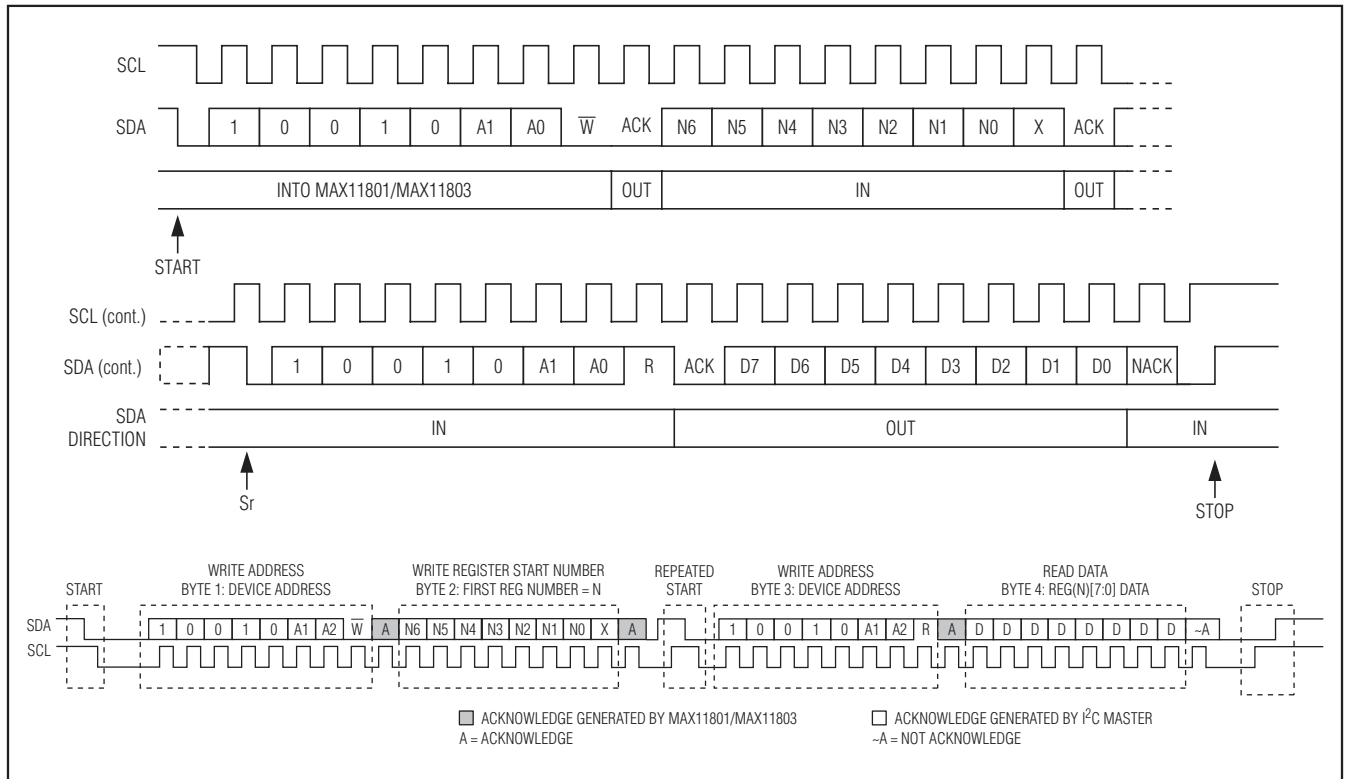 SCL
SDA 1 0 0 1 0 A1 A0 W̅ ACK N6 N5 N4 N3 N2 N1 N0 X ACK
INTO MAX11801/MAX11803 OUT IN OUT
START
SCL (cont.)
SDA (cont.) 1 0 0 1 0 A1 A0 R ACK D7 D6 D5 D4 D3 D2 D1 D0 NACK
SDA
DIRECTION IN OUT IN
Sr STOP
START WRITE ADDRESS WRITE REGISTER START NUMBER REPEATED WRITE ADDRESS READ DATA STOP
BYTE 1: DEVICE ADDRESS BYTE 2: FIRST REG NUMBER = N START BYTE 3: DEVICE ADDRESS BYTE 4: REG(N)[7:0] DATA
SDA 1 0 0 1 0 A1 A2 W̅ A N6 N5 N4 N3 N2 N1 N0 X A 1 0 0 1 0 A1 A2 R A D D D D D D D D ~A
SCL
ACKNOWLEDGE GENERATED BY MAX11801/MAX11803 ACKNOWLEDGE GENERATED BY I²C MASTER
A = ACKNOWLEDGE ~A = NOT ACKNOWLEDGE